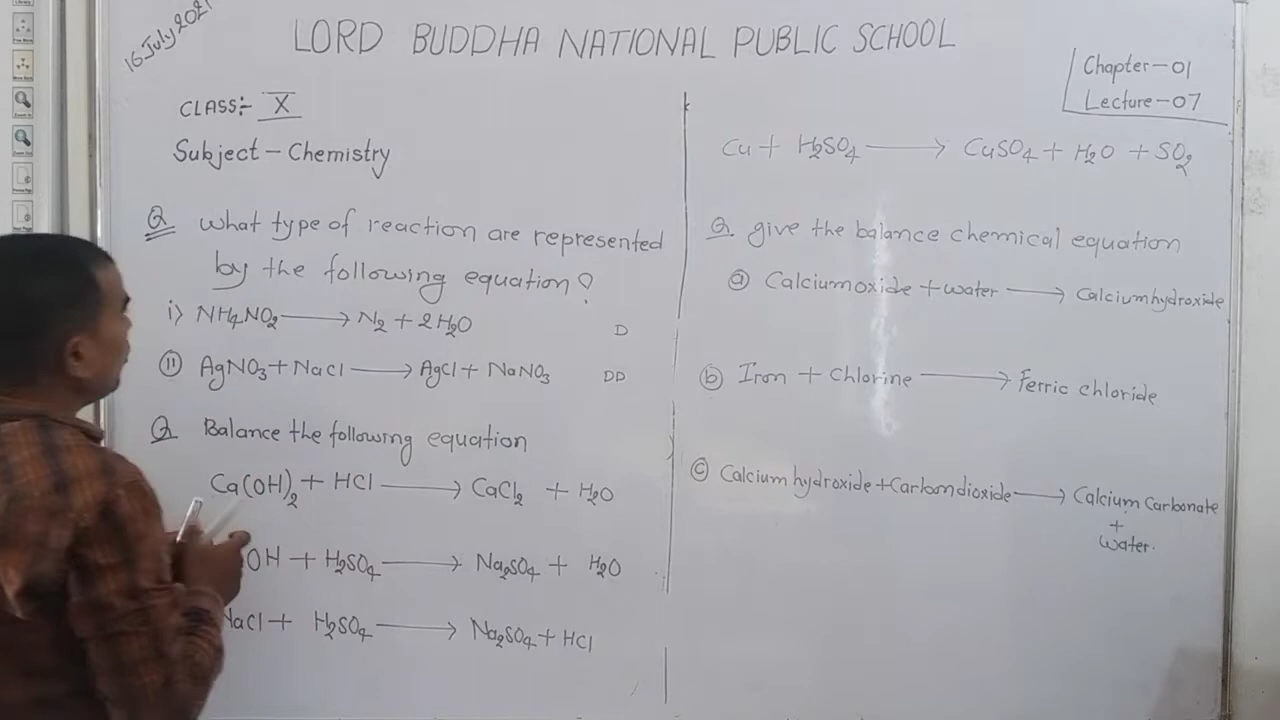 16 July 2021
LORD BUDDHA NATIONAL PUBLIC SCHOOL
Chapter-01
Lecture-07
CLASS:- X
Subject-Chemistry
Q What type of reaction are represented
by the following equation?
i) NH4NO2 → N2 + 2H2O D
(II) AgNO3 + NaCl → AgCl + NaNO3 DD
Q Balance the following equation
Ca(OH)2 + HCl → CaCl2 + H2O
OH + H2SO4 → Na2SO4 + H2O
NaCl + H2SO4 → Na2SO4 + HCl
Cu + H2SO4 → CuSO4 + H2O + SO2
Q. give the balance chemical equation
(a) Calciumoxide + water → Calciumhydroxide
(b) Iron + Chlorine → Ferric chloride
(c) Calcium hydroxide + Carbondioxide → Calcium Carbonate
+
Water.